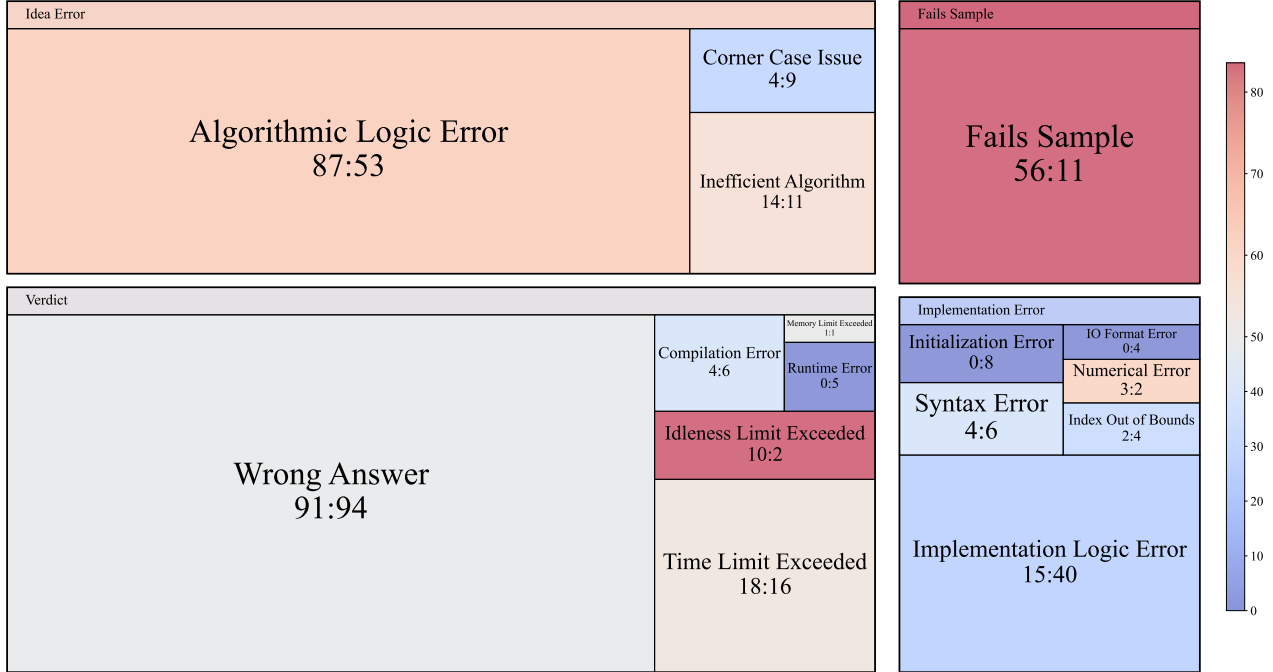 Idea Error
Algorithmic Logic Error
87:53
Corner Case Issue
4:9
Inefficient Algorithm
14:11
Fails Sample
Fails Sample
56:11
Verdict
Wrong Answer
91:94
Compilation Error
4:6
Memory Limit Exceeded
1:1
Runtime Error
0:5
Idleness Limit Exceeded
10:2
Time Limit Exceeded
18:16
Implementation Error
Initialization Error
0:8
IO Format Error
0:4
Numerical Error
3:2
Syntax Error
4:6
Index Out of Bounds
2:4
Implementation Logic Error
15:40
80
70
60
50
40
30
20
10
0